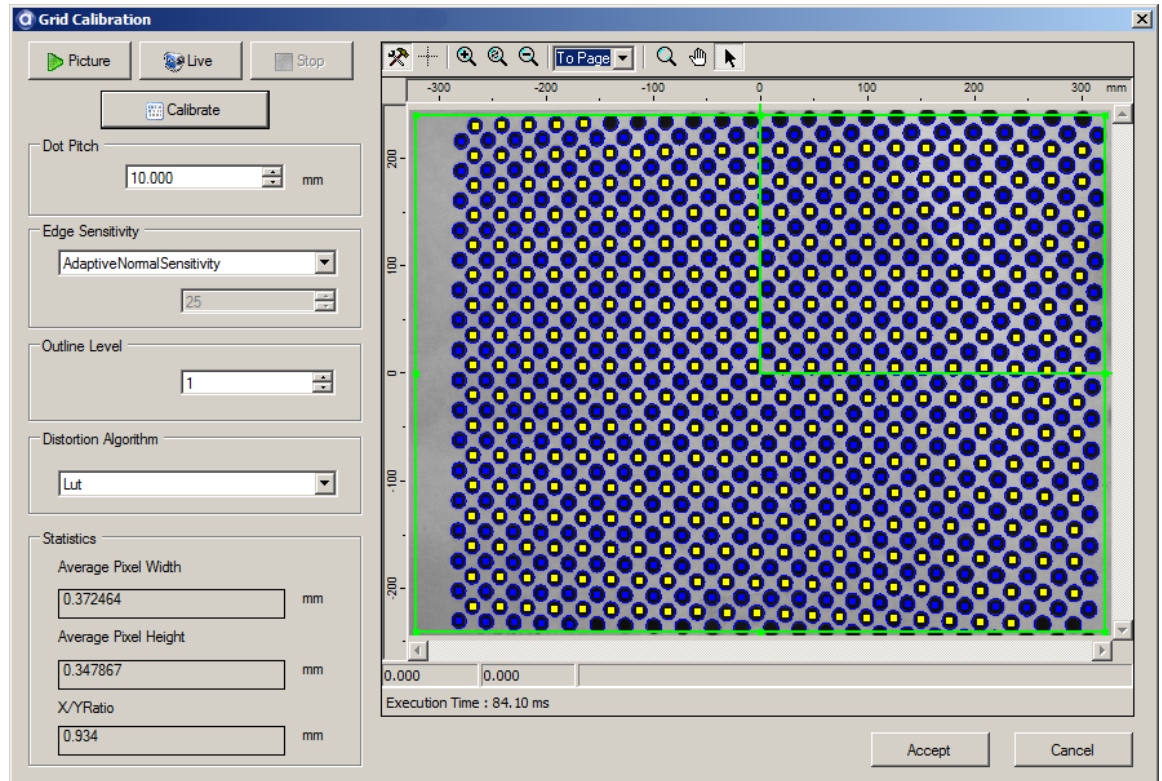 Grid Calibration
Picture
Live
Stop
Calibrate
Dot Pitch
10.000
mm
Edge Sensitivity
AdaptiveNormalSensitivity
25
Outline Level
1
Distortion Algorithm
Lut
Statistics
Average Pixel Width
0.372464
mm
Average Pixel Height
0.347867
mm
X/YRatio
0.934
mm
To Page
-300 -200 -100 0 100 200 300 mm
200
100
0
-100
-200
0.000 0.000
Execution Time : 84.10 ms
Accept
Cancel